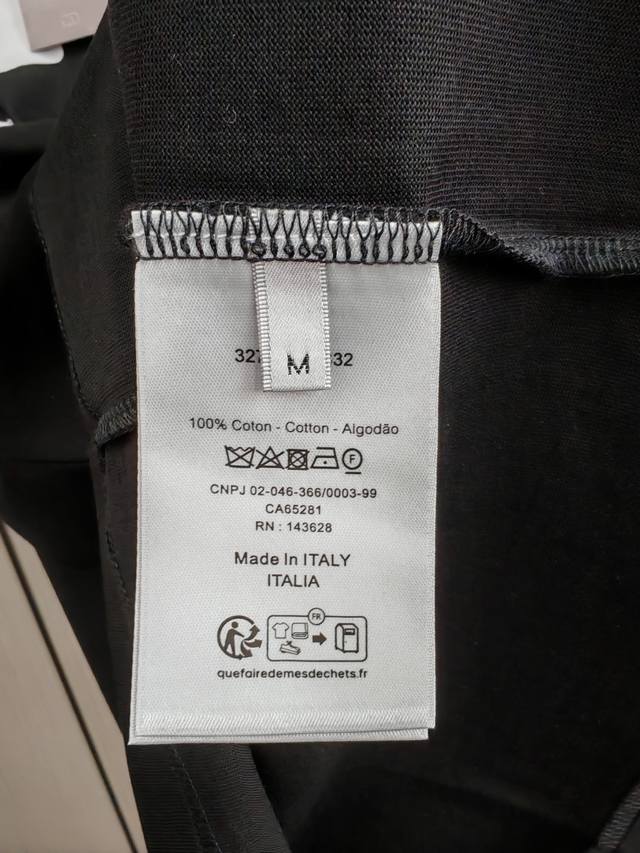 327 32
M
100% Coton - Cotton - Algodão
F
CNPJ 02-046-366/0003-99
CA65281
RN : 143628
Made In ITALY
ITALIA
FR
quefairedemesdechets.fr